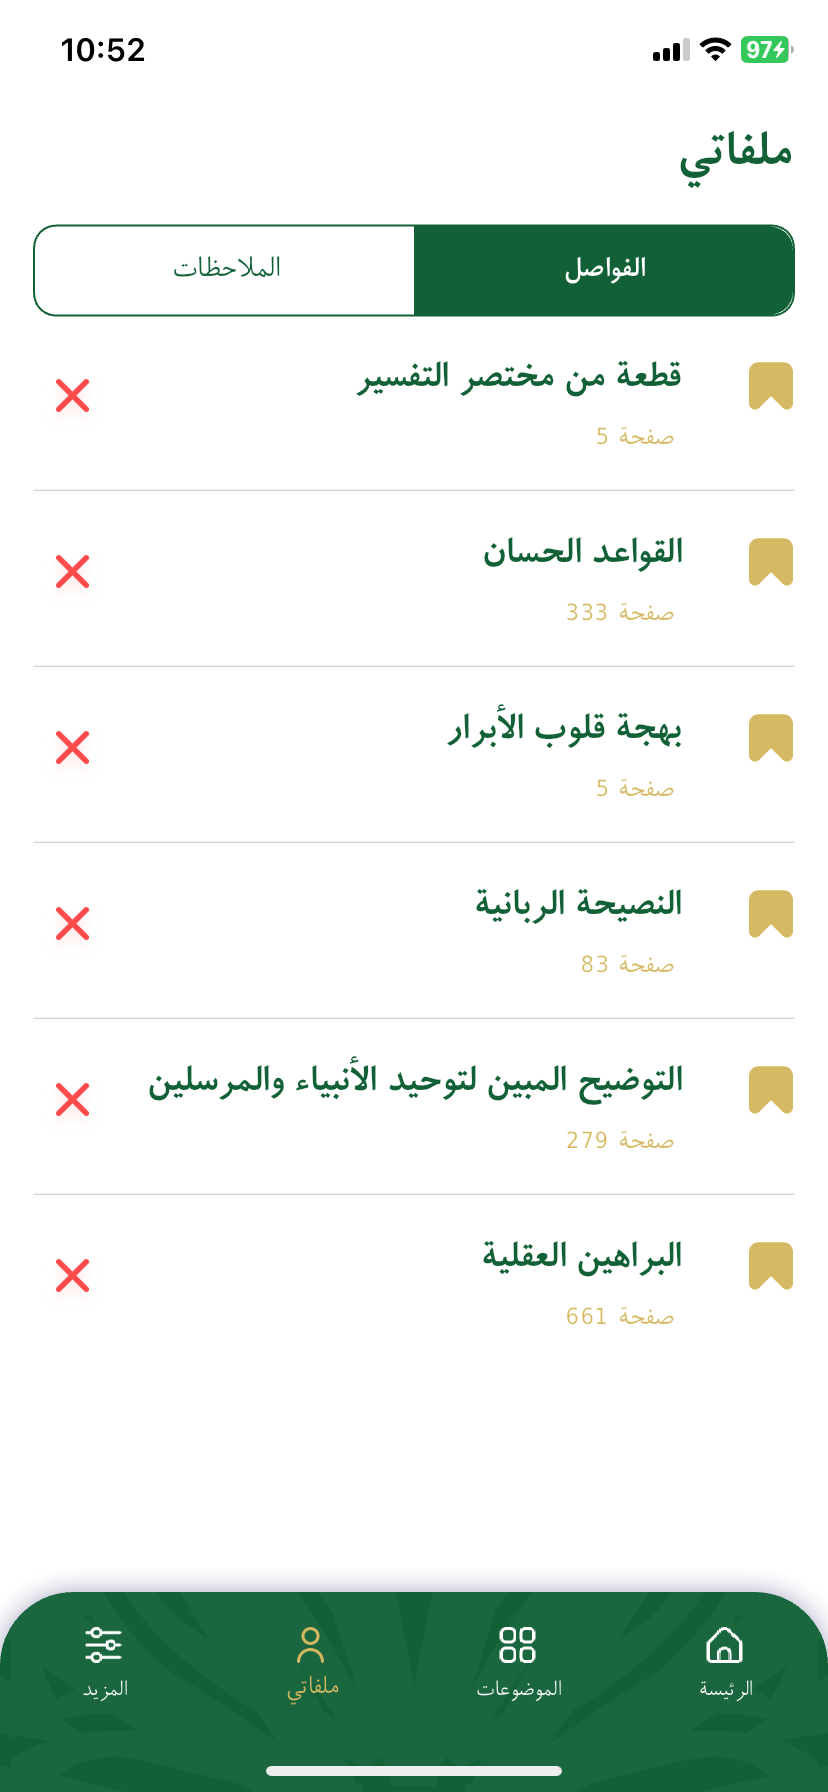 10:52
97
ملفاتي
الفواصل
الملاحظات
قطعة من مختصر التفسير
صفحة 5
القواعد الحسان
صفحة 333
بهجة قلوب الأبرار
صفحة 5
النصيحة الربانية
صفحة 83
التوضيح المبين لتوحيد الأنبياء والمرسلين
صفحة 279
البراهين العقلية
صفحة 661
الرئيسة
الموضوعات
ملفاتي
المزيد